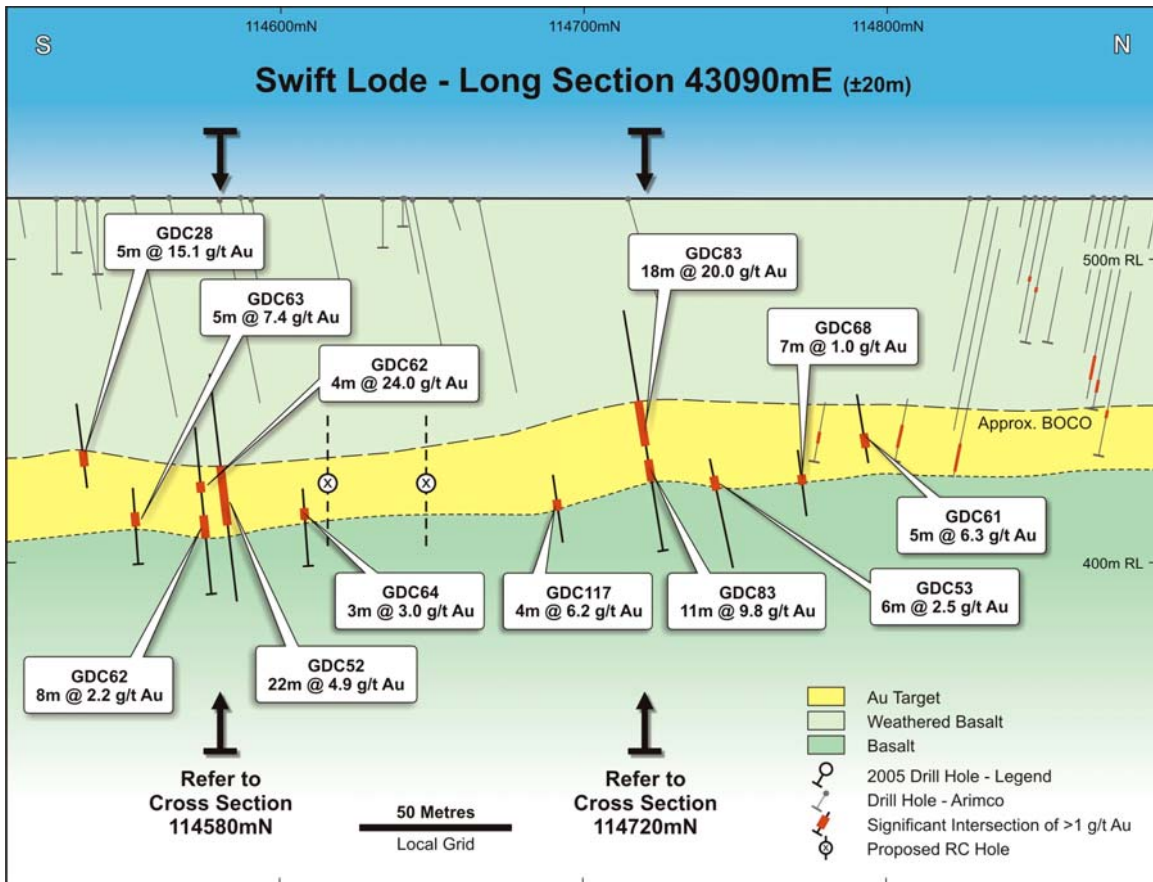 114600mN
114700mN
114800mN
S
N
Swift Lode - Long Section 43090mE (±20m)
GDC28
5m @ 15.1 g/t Au
GDC63
5m @ 7.4 g/t Au
GDC62
4m @ 24.0 g/t Au
GDC83
18m @ 20.0 g/t Au
GDC68
7m @ 1.0 g/t Au
500m RL
Approx. BOCO
GDC61
5m @ 6.3 g/t Au
400m RL
GDC64
3m @ 3.0 g/t Au
GDC117
4m @ 6.2 g/t Au
GDC83
11m @ 9.8 g/t Au
GDC53
6m @ 2.5 g/t Au
GDC62
8m @ 2.2 g/t Au
GDC52
22m @ 4.9 g/t Au
X
X
Refer to
Cross Section
114580mN
50 Metres
Local Grid
Refer to
Cross Section
114720mN
Au Target
Weathered Basalt
Basalt
2005 Drill Hole - Legend
Drill Hole - Arimco
Significant Intersection of >1 g/t Au
X
Proposed RC Hole